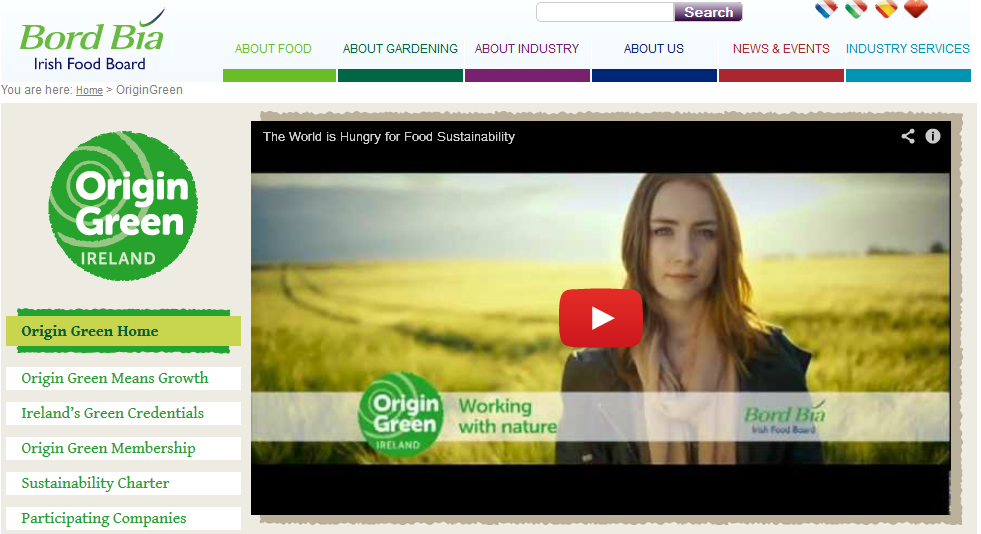 Bord Bia
Irish Food Board
Search
ABOUT FOOD
ABOUT GARDENING
ABOUT INDUSTRY
ABOUT US
NEWS & EVENTS
INDUSTRY SERVICES
You are here: Home > OriginGreen
Origin
Green
IRELAND
Origin Green Home
Origin Green Means Growth
Ireland's Green Credentials
Origin Green Membership
Sustainability Charter
Participating Companies
The World is Hungry for Food Sustainability
Origin
Green
IRELAND
Working
with nature
Bord Bia
Irish Food Board